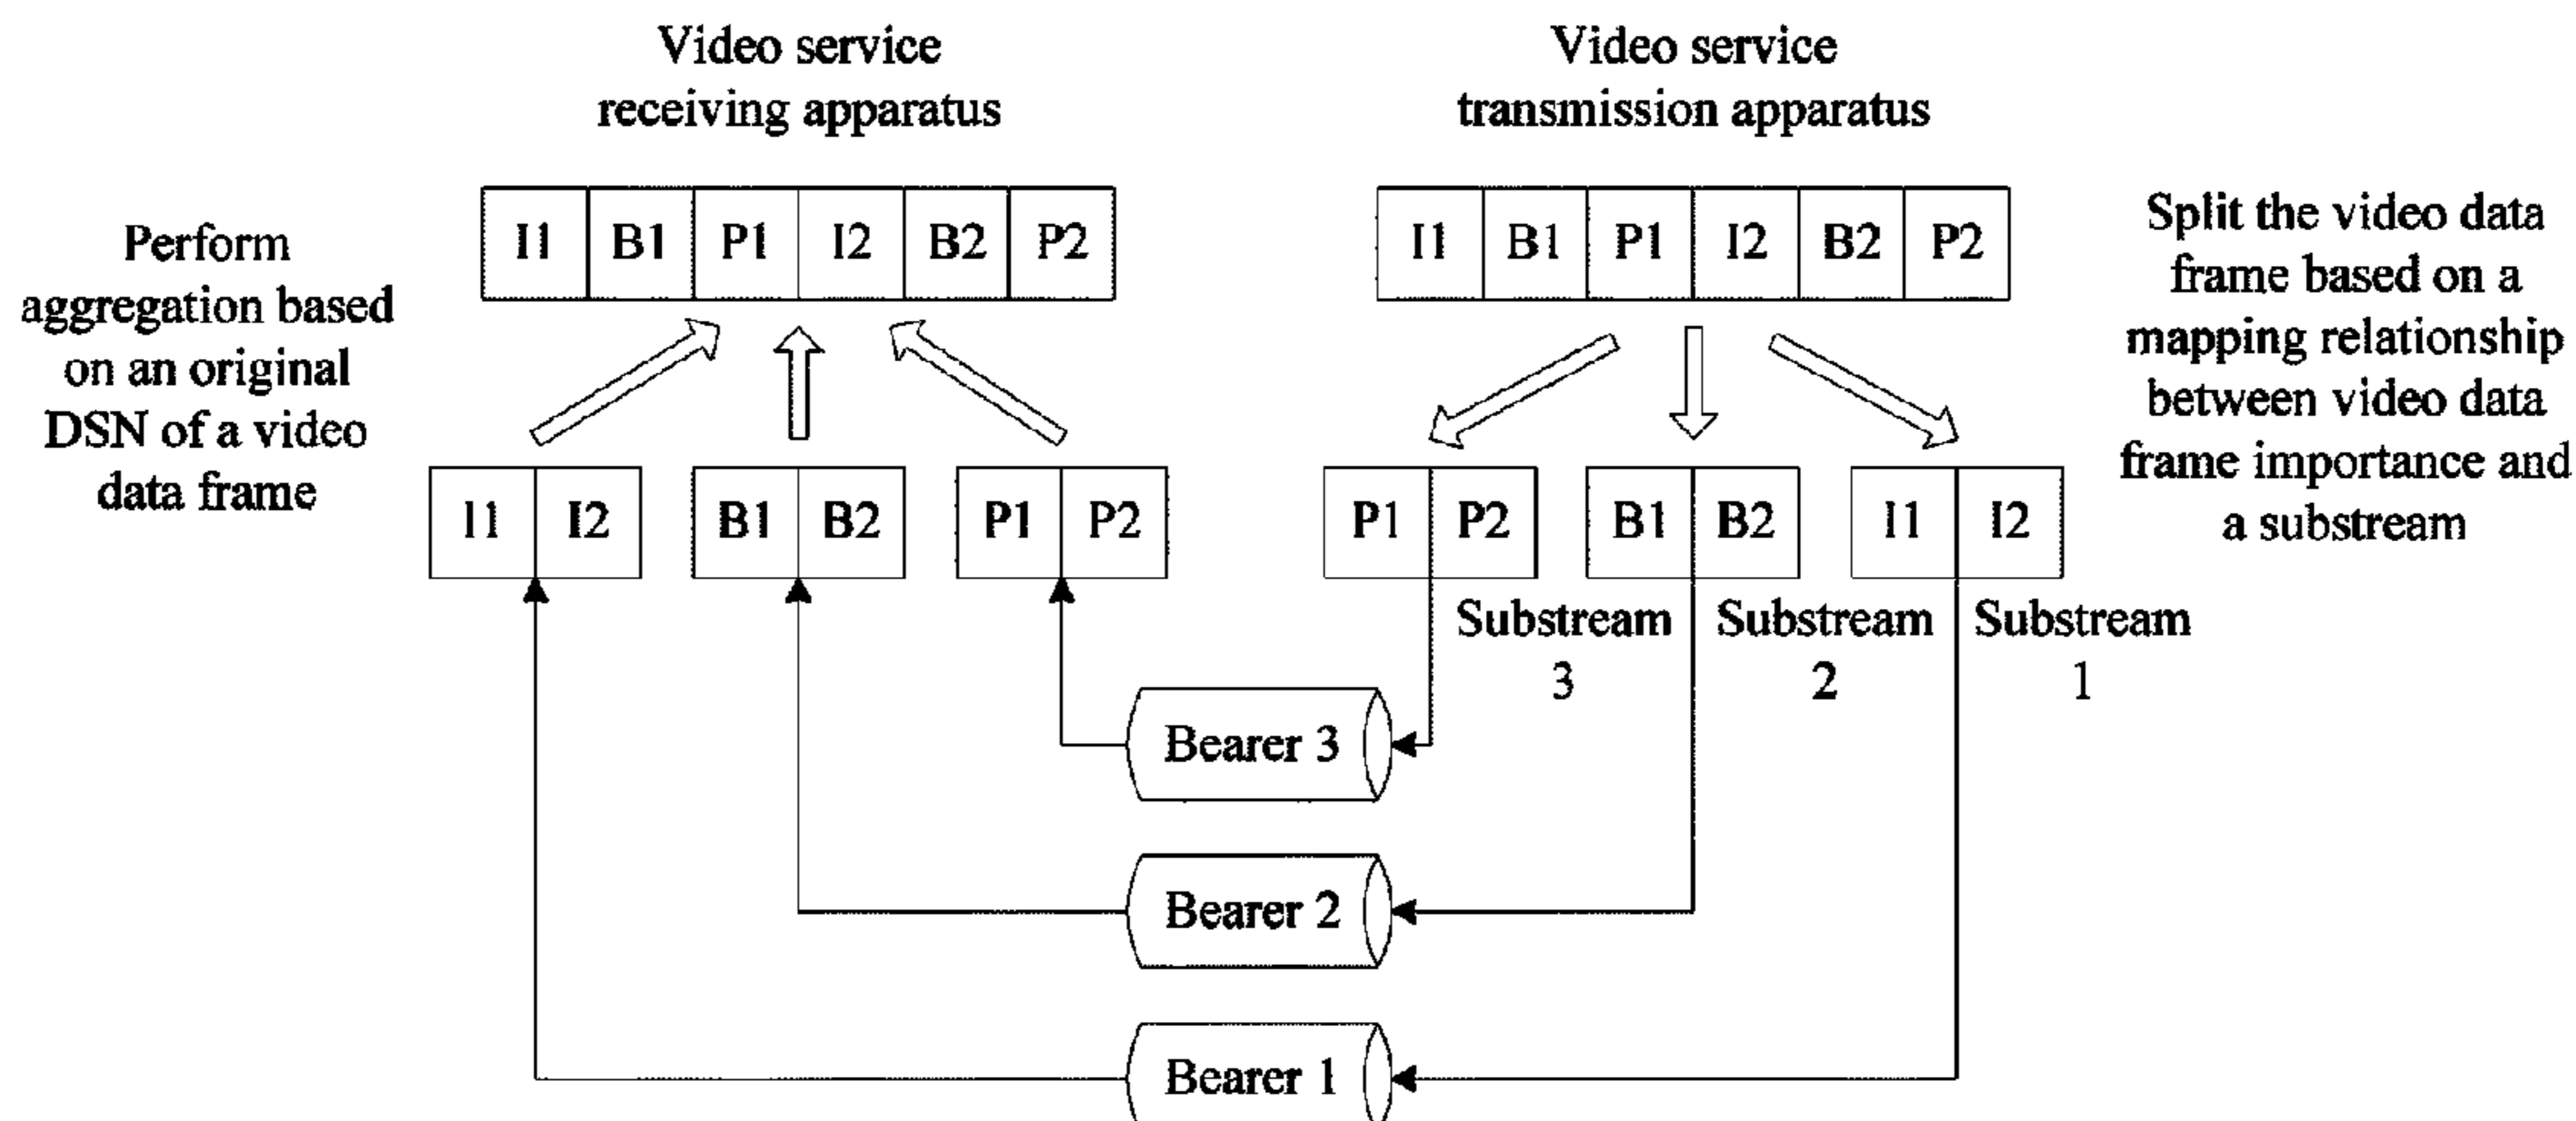 Video service
receiving apparatus
Video service
transmission apparatus
Perform
aggregation based
on an original
DSN of a video
data frame
I1 B1 P1 I2 B2 P2
I1 B1 P1 I2 B2 P2
Split the video data
frame based on a
mapping relationship
between video data
frame importance and
a substream
I1 I2
B1 B2
P1 P2
P1 P2
B1 B2
I1 I2
Substream
3
Substream
2
Substream
1
Bearer 3
Bearer 2
Bearer 1